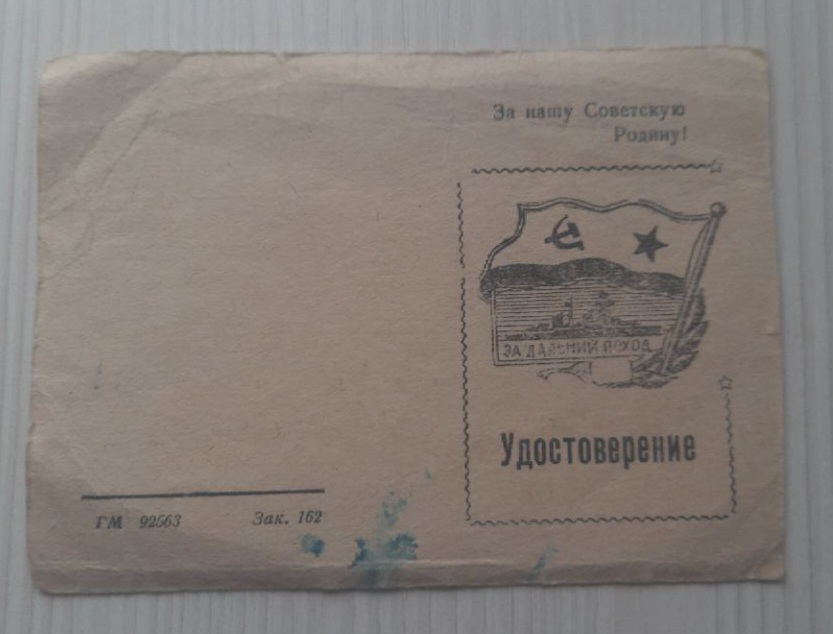 За нашу Советскую
Родину!
ЗА ДАЛЬНИЙ ПОХОД
Удостоверение
ГМ 92563 Зак. 162